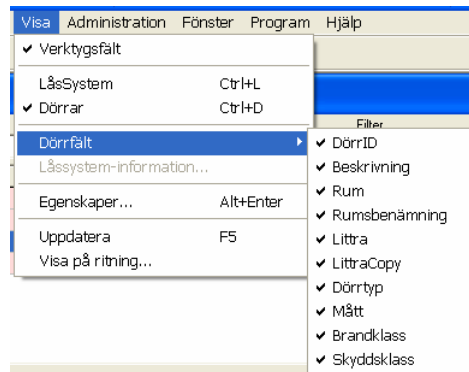 Visa Administration Fönster Program Hjälp
✔ Verktygsfält
LåsSystem Ctrl+L
✔ Dörrar Ctrl+D
Filter
Dörrfält
Låssystem-information...
Egenskaper... Alt+Enter
Uppdatera F5
Visa på ritning...
✔ DörrID
✔ Beskrivning
✔ Rum
✔ Rumsbenämning
✔ Littra
✔ LittraCopy
✔ Dörrtyp
✔ Mått
✔ Brandklass
✔ Skyddsklass